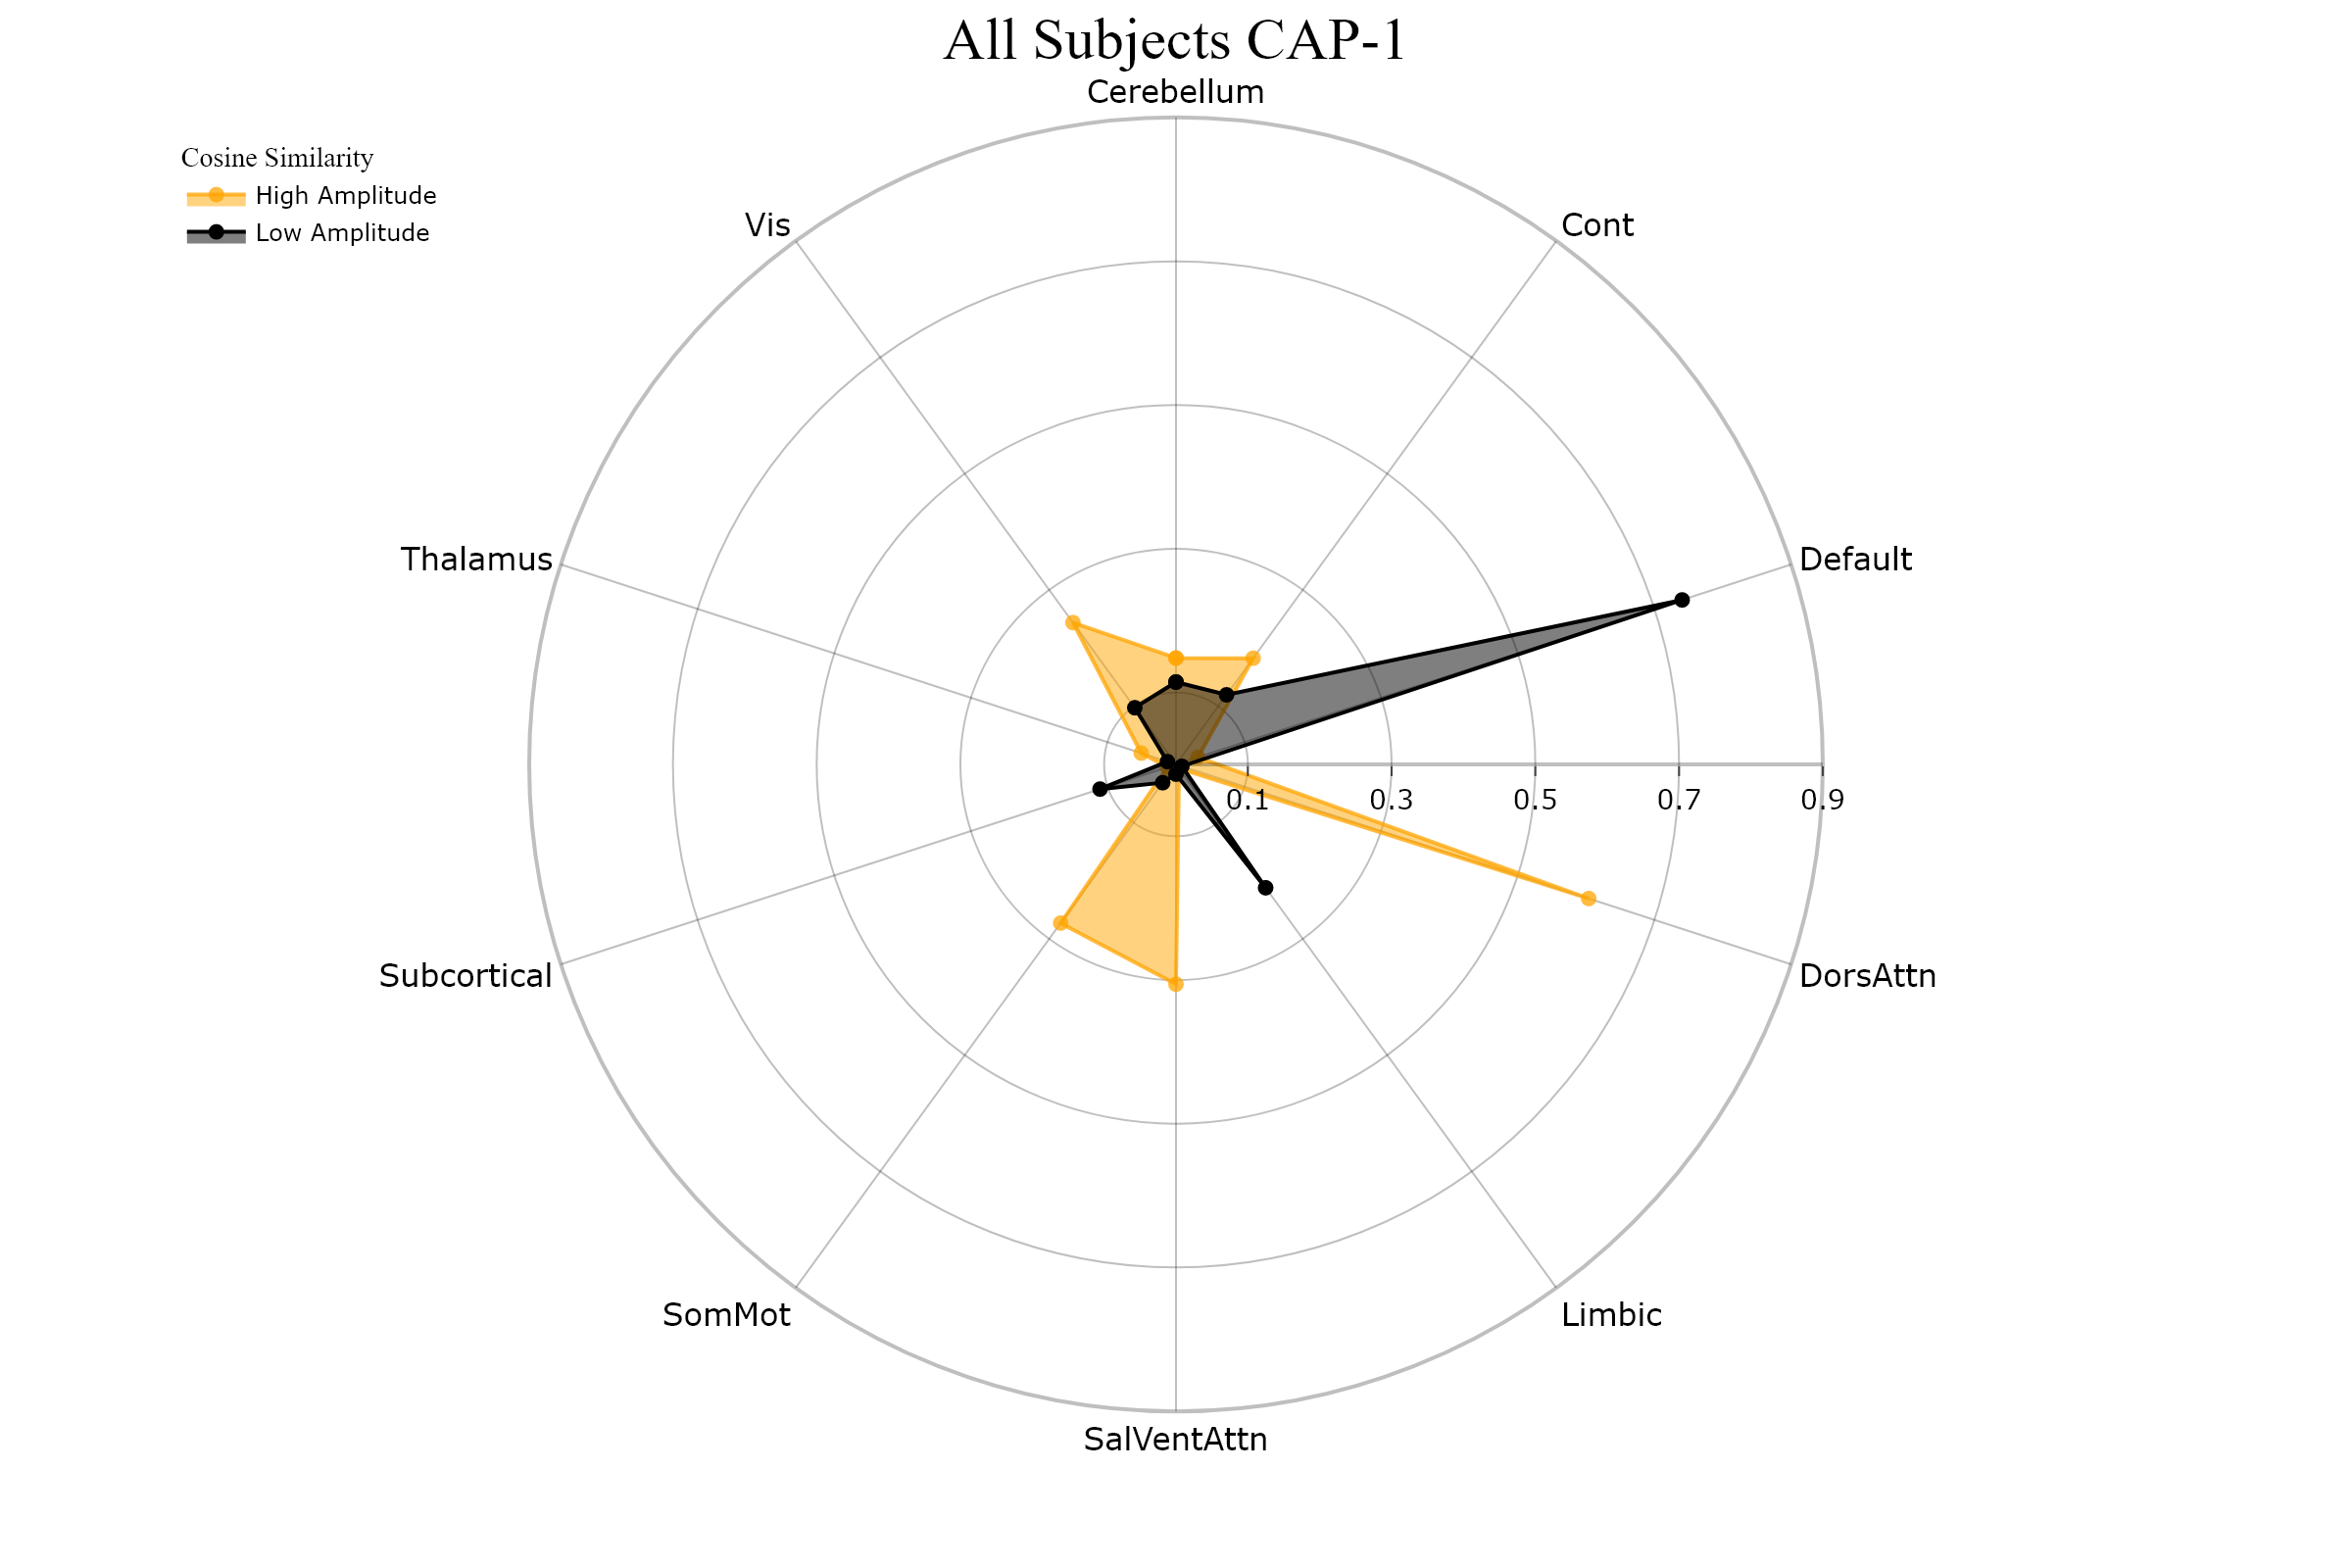 All Subjects CAP-1
Cerebellum
Cosine Similarity
High Amplitude
Low Amplitude
Vis
Cont
Thalamus
Default
0.1
0.3
0.5
0.7
0.9
Subcortical
DorsAttn
SomMot
Limbic
SalVentAttn